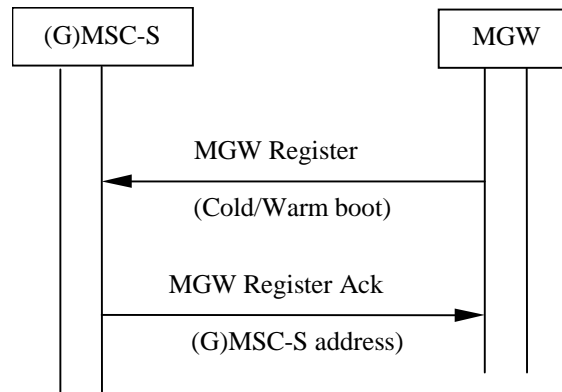 (G)MSC-S
MGW
MGW Register
(Cold/Warm boot)
MGW Register Ack
(G)MSC-S address)